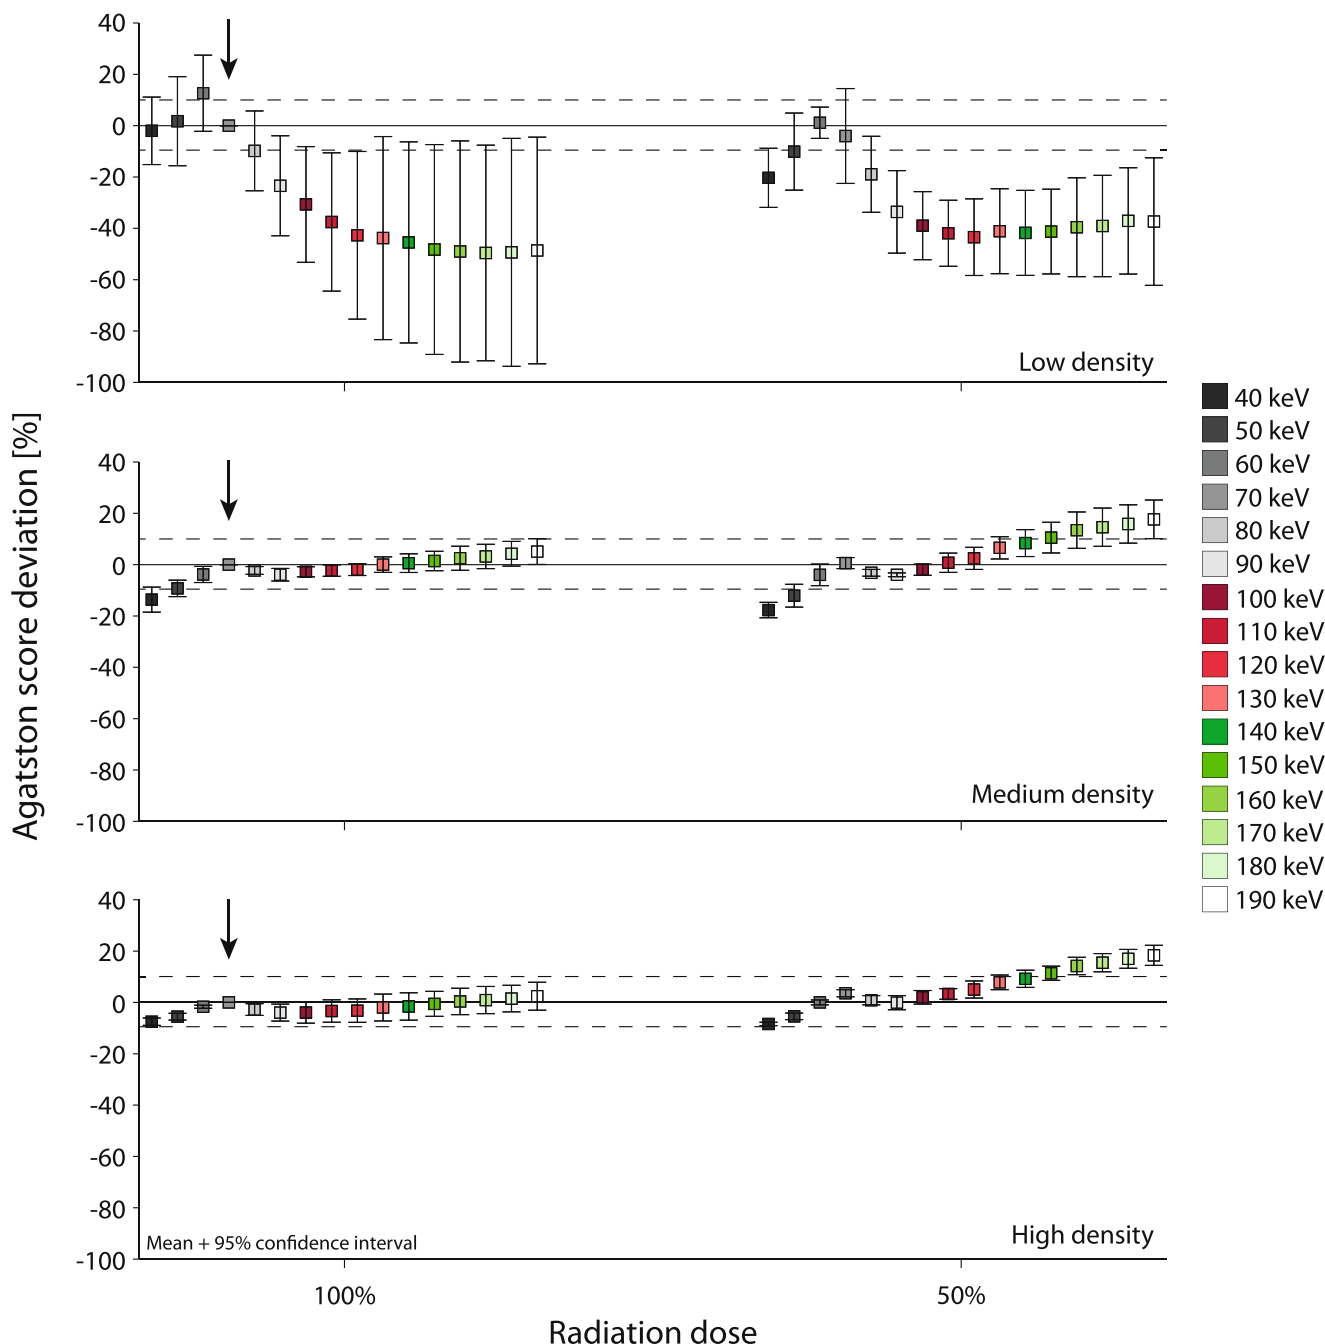 Agatston score deviation [%]
40
20
0
-20
-40
-60
-80
-100
Low density
40
20
0
-20
-40
-60
-80
-100
Medium density
40
20
0
-20
-40
-60
-80
-100
Mean + 95% confidence interval
High density
100%
50%
Radiation dose
40 keV
50 keV
60 keV
70 keV
80 keV
90 keV
100 keV
110 keV
120 keV
130 keV
140 keV
150 keV
160 keV
170 keV
180 keV
190 keV